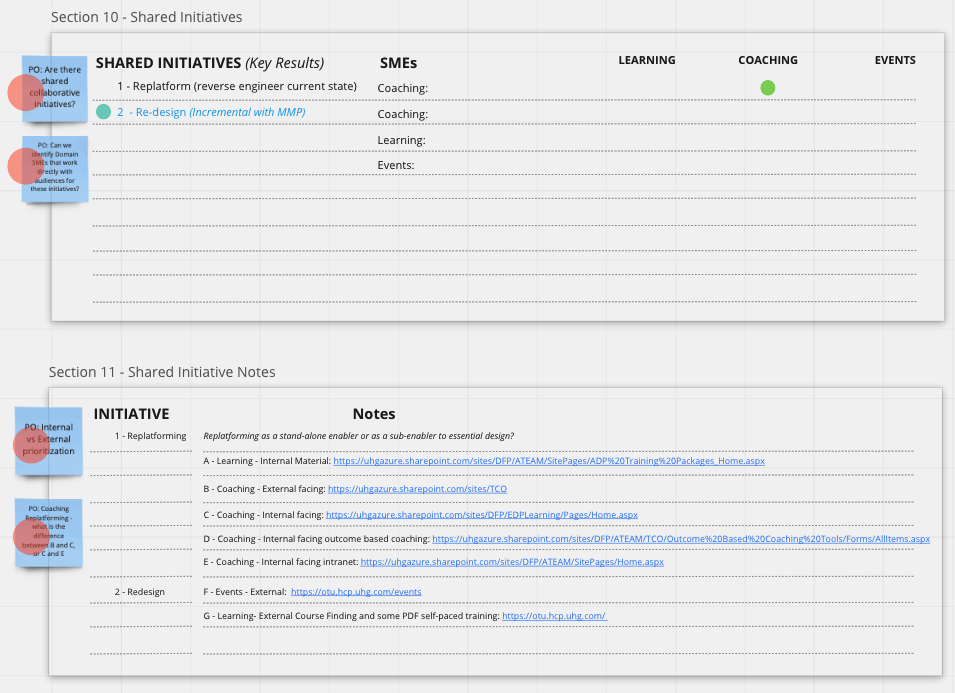 Section 10 - Shared Initiatives
PO: Are there
shared
collaborative
initiatives?
SHARED INITIATIVES (Key Results)
SMEs
LEARNING
COACHING
EVENTS
1 - Replatform (reverse engineer current state)
Coaching:
2 - Re-design (Incremental with MMP)
Coaching:
PO: Can we
identify Domain
SMEs that work
directly with
audiences for
these initiatives?
Learning:
Events:
Section 11 - Shared Initiative Notes
PO: Internal
vs External
prioritization
INITIATIVE
Notes
1 - Replatforming
Replatforming as a stand-alone enabler or as a sub-enabler to essential design?
A - Learning - Internal Material: https://uhgazure.sharepoint.com/sites/DFP/ATEAM/SitePages/ADP%20Training%20Packages_Home.aspx
B - Coaching - External facing: https://uhgazure.sharepoint.com/sites/TCO
PO: Coaching
Replatforming -
what is the
difference
between B and C,
or C and E
C - Coaching - Internal facing: https://uhgazure.sharepoint.com/sites/DFP/EDPLearning/Pages/Home.aspx
D - Coaching - Internal facing outcome based coaching: https://uhgazure.sharepoint.com/sites/DFP/ATEAM/TCO/Outcome%20Based%20Coaching%20Tools/Forms/AllItems.aspx
E - Coaching - Internal facing intranet: https://uhgazure.sharepoint.com/sites/DFP/ATEAM/SitePages/Home.aspx
2 - Redesign
F - Events - External: https://otu.hcp.uhg.com/events
G - Learning- External Course Finding and some PDF self-paced training: https://otu.hcp.uhg.com/